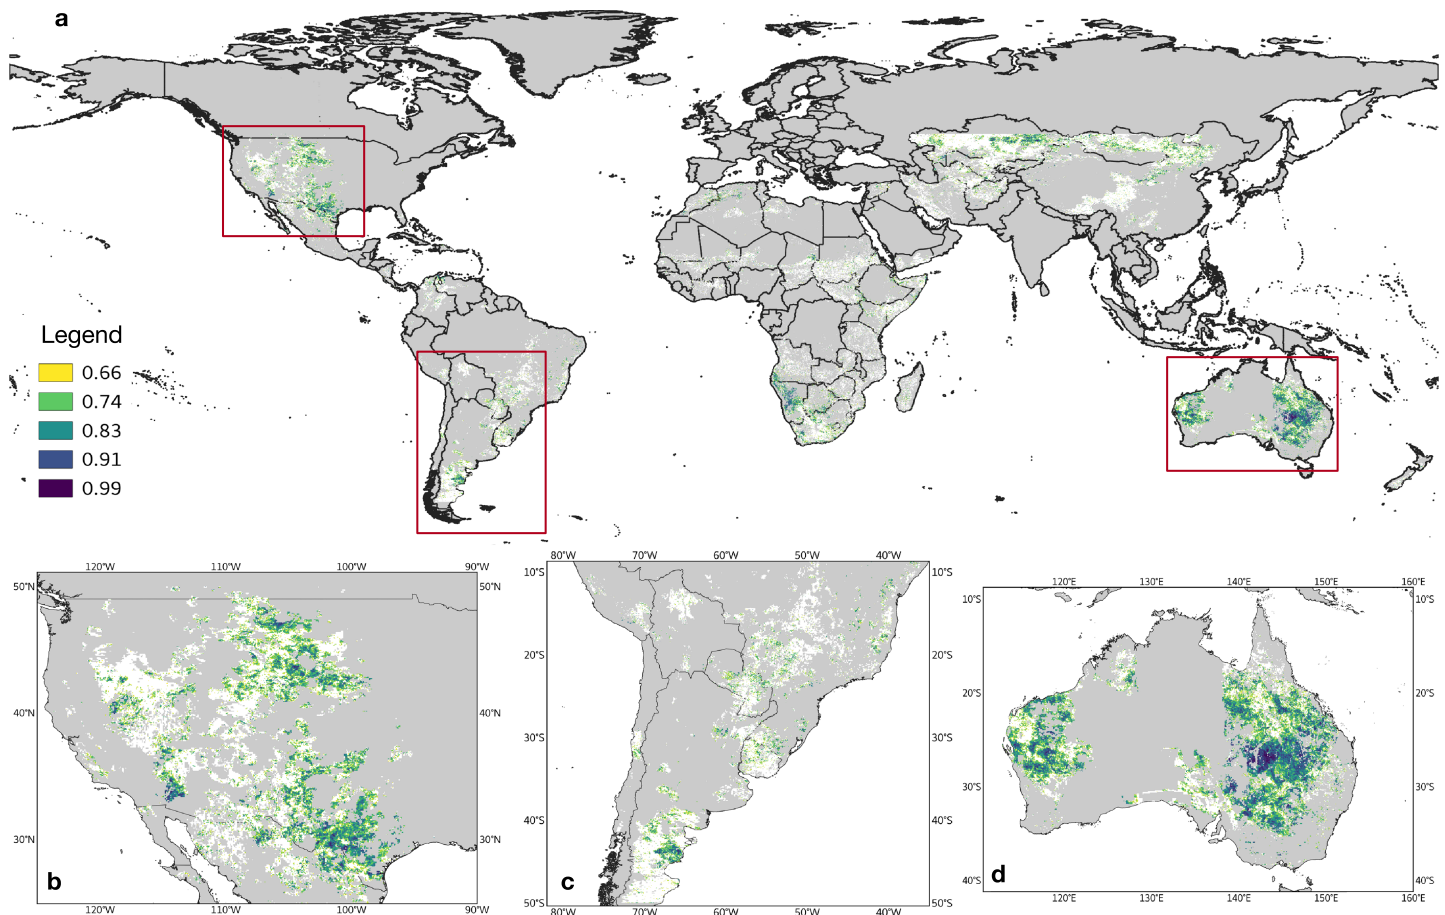 a
Legend
0.66
0.74
0.83
0.91
0.99
120°W 110°W 100°W 90°W
50°N 50°N
40°N 40°N
30°N 30°N
b
120°W 110°W 100°W 90°W
80°W 70°W 60°W 50°W 40°W
10°S 10°S
20°S 20°S
30°S 30°S
40°S 40°S
50°S 50°S
c
80°W 70°W 60°W 50°W 40°W
120°E 130°E 140°E 150°E 160°E
10°S 10°S
20°S 20°S
30°S 30°S
40°S 40°S
d
120°E 130°E 140°E 150°E 160°E